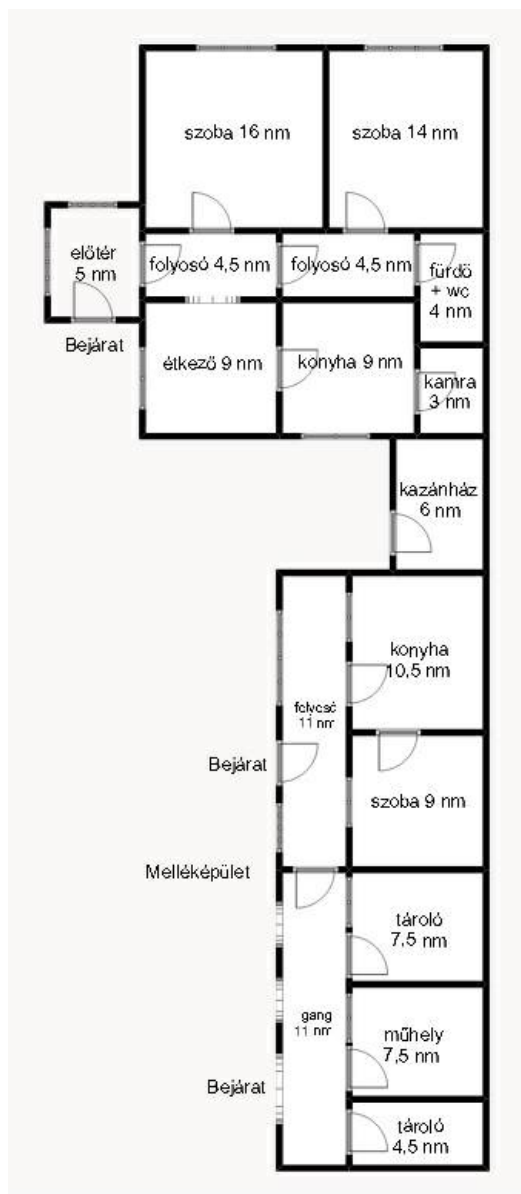 szoba 16 nm
szoba 14 nm
előtér
5 nm
folyosó 4,5 nm
folyosó 4,5 nm
fürdő
+ wc
4 nm
Bejárat
étkező 9 nm
konyha 9 nm
kamra
3 nm
kazánház
6 nm
konyha
10,5 nm
folyosó
11 nm
Bejárat
szoba 9 nm
Melléképület
tároló
7,5 nm
gang
11 nm
műhely
7,5 nm
Bejárat
tároló
4,5 nm